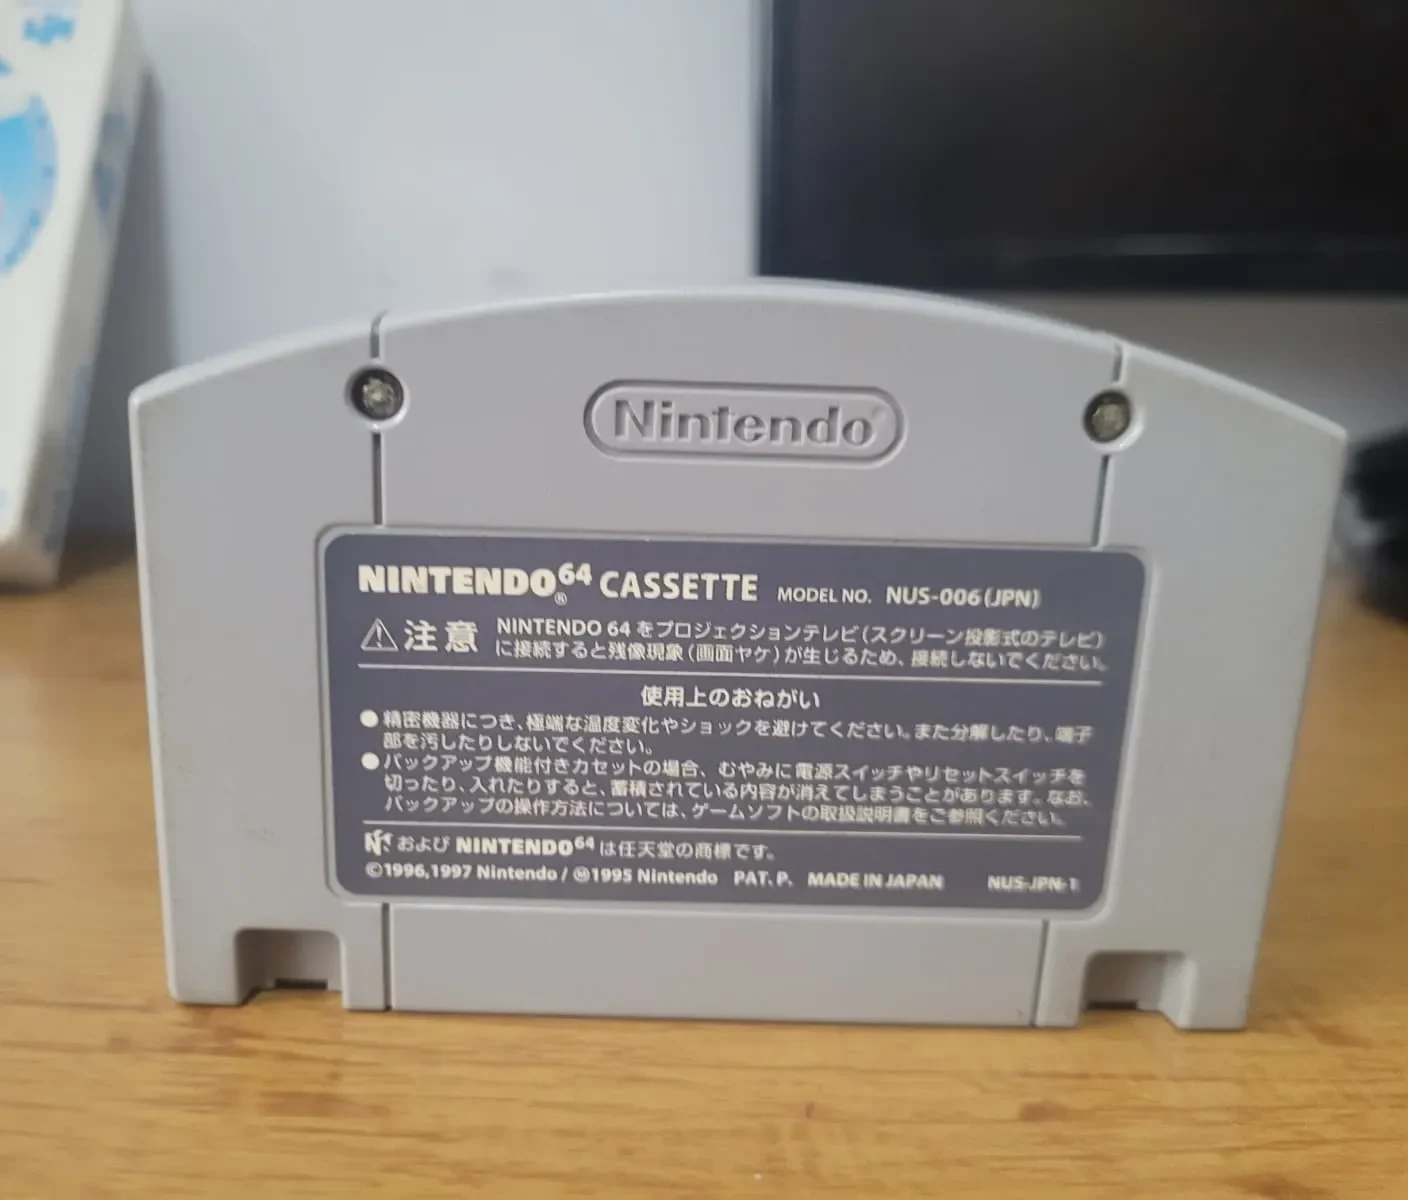 Nintendo
NINTENDO64® CASSETTE MODEL NO. NUS-006(JPN)
⚠注意 NINTENDO 64 をプロジェクションテレビ(スクリーン投影式のテレビ)
に接続すると残像現象(画面ヤケ)が生じるため、接続しないでください。
使用上のおねがい
●精密機器につき、極端な温度変化やショックを避けてください。また分解したり、端子
部を汚したりしないでください。
●バックアップ機能付きカセットの場合、むやみに電源スイッチやリセットスイッチを
切ったり、入れたりすると、蓄積されている内容が消えてしまうことがあります。なお、
バックアップの操作方法については、ゲームソフトの取扱説明書をご参照ください。
および NINTENDO64 は任天堂の商標です。
©1996,1997 Nintendo / Ⓜ1995 Nintendo PAT. P. MADE IN JAPAN NUS-JPN-1